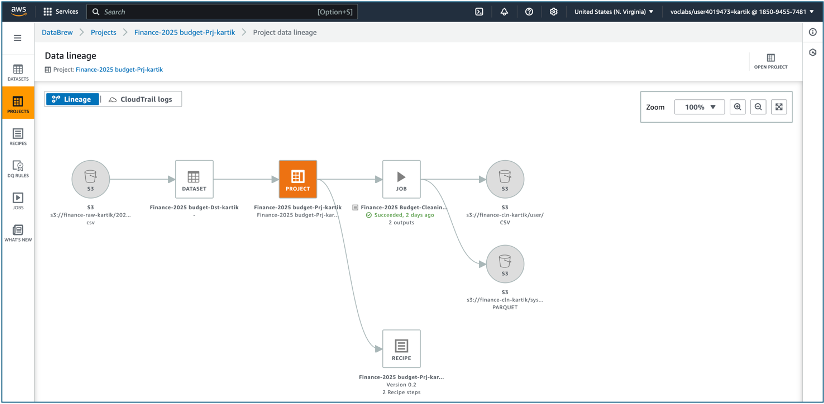 aws
Services
Search
[Option+S]
United States (N. Virginia)
voclabs/user4019473=kartik @ 1850-9455-7481
DataBrew
Projects
Finance-2025 budget-Prj-kartik
Project data lineage
Data lineage
Project: Finance-2025 budget-Prj-kartik
OPEN PROJECT
DATASETS
PROJECTS
RECIPES
DQ RULES
JOBS
WHAT'S NEW
Lineage
CloudTrail logs
Zoom
100%
S3
S3
s3://finance-raw-kartik/202...
csv
DATASET
Finance-2025 budget-Dst-kartik
-
PROJECT
Finance-2025 budget-Prj-kartik
Finance-2025 budget-Prj-kar...
JOB
Finance-2025 Budget-Cleanin...
Succeeded, 2 days ago
2 outputs
S3
S3
s3://finance-cln-kartik/user/
CSV
S3
S3
s3://finance-cln-kartik/sys...
PARQUET
RECIPE
Finance-2025 budget-Prj-kar...
Version 0.2
2 Recipe steps